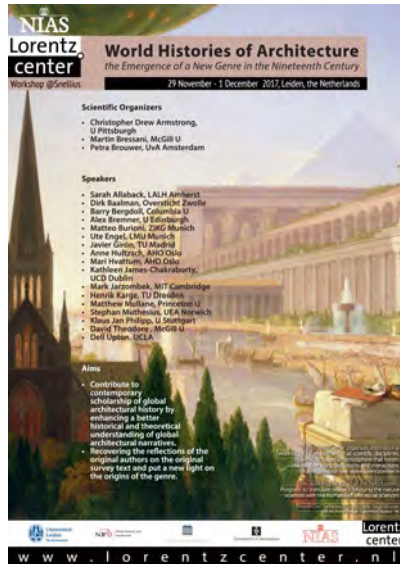 NIAS
Lorentz
center
Workshop @Snellius
World Histories of Architecture
the Emergence of a New Genre in the Nineteenth Century
29 November - 1 December 2017, Leiden, the Netherlands
Scientific Organizers
• Christopher Drew Armstrong,
U Pittsburgh
• Martin Bressani, McGill U
• Petra Brouwer, UvA Amsterdam
Speakers
• Sarah Allaback, LALH Amherst
• Dirk Baalman, Oversticht Zwolle
• Barry Bergdoll, Columbia U
• Alex Bremner, U Edinburgh
• Matteo Burioni, ZIKG Munich
• Ute Engel, LMU Munich
• Javier Girón, TU Madrid
• Anne Hultzsch, AHO Oslo
• Mari Hvattum, AHO Oslo
• Kathleen James-Chakraborty,
UCD Dublin
• Mark Jarzombek, MIT Cambridge
• Henrik Karge, TU Dresden
• Matthew Mullane, Princeton U
• Stephan Muthesius, UEA Norwich
• Klaus Jan Philipp, U Stuttgart
• David Theodore, McGill U
• Dell Upton, UCLA
Aims
• Contribute to
contemporary
scholarship of global
architectural history by
enhancing a better
historical and theoretical
understanding of global
architectural narratives.
• Recovering the reflections of the
original authors on the original
survey text and put a new light on
the origins of the genre.
Universiteit
Leiden
NIAS
Lorentz
center
www.lorentzcenter.nl